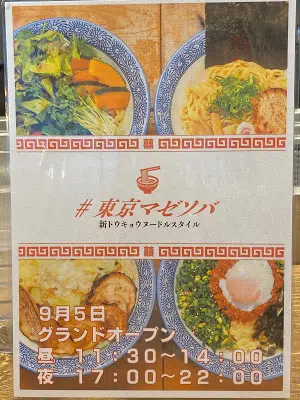 #東京マゼソバ
新トウキョウヌードルスタイル
9月5日
グランドオープン
昼 11:30〜14:00
夜 17:00〜22:00